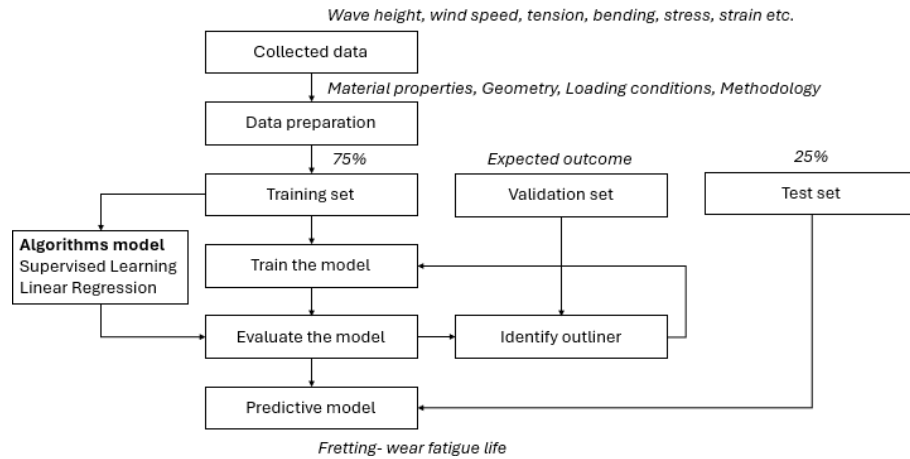 Wave height, wind speed, tension, bending, stress, strain etc.
Collected data
Material properties, Geometry, Loading conditions, Methodology
Data preparation
75%
Expected outcome
25%
Training set
Validation set
Test set
Algorithms model
Supervised Learning
Linear Regression
Train the model
Evaluate the model
Identify outliner
Predictive model
Fretting- wear fatigue life